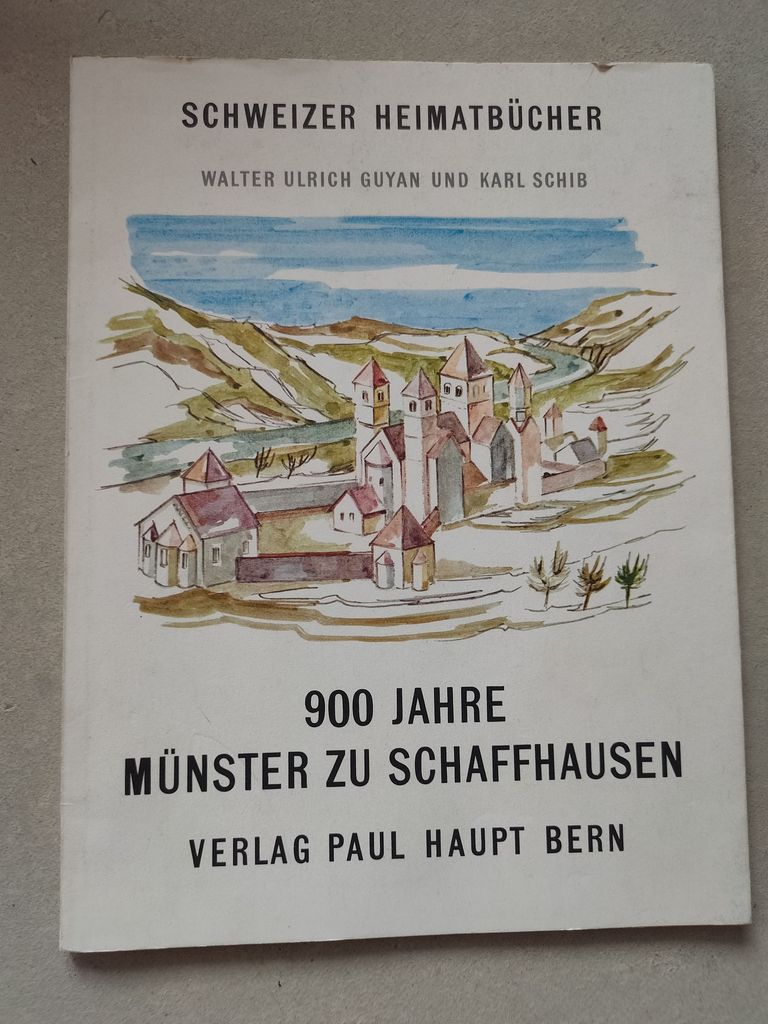 SCHWEIZER HEIMATBÜCHER
WALTER ULRICH GUYAN UND KARL SCHIB
900 JAHRE
MÜNSTER ZU SCHAFFHAUSEN
VERLAG PAUL HAUPT BERN